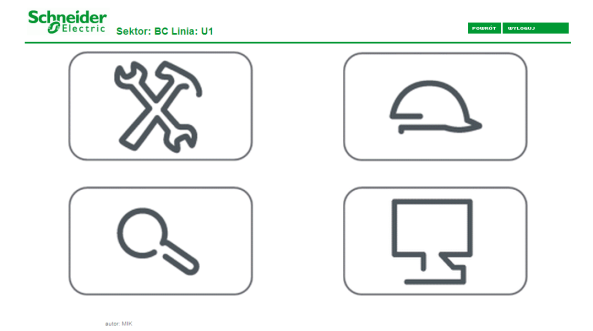 Schneider
Electric
Sektor: BC Linia: U1
POWRÓT
WYLOGUJ
autor: MIK